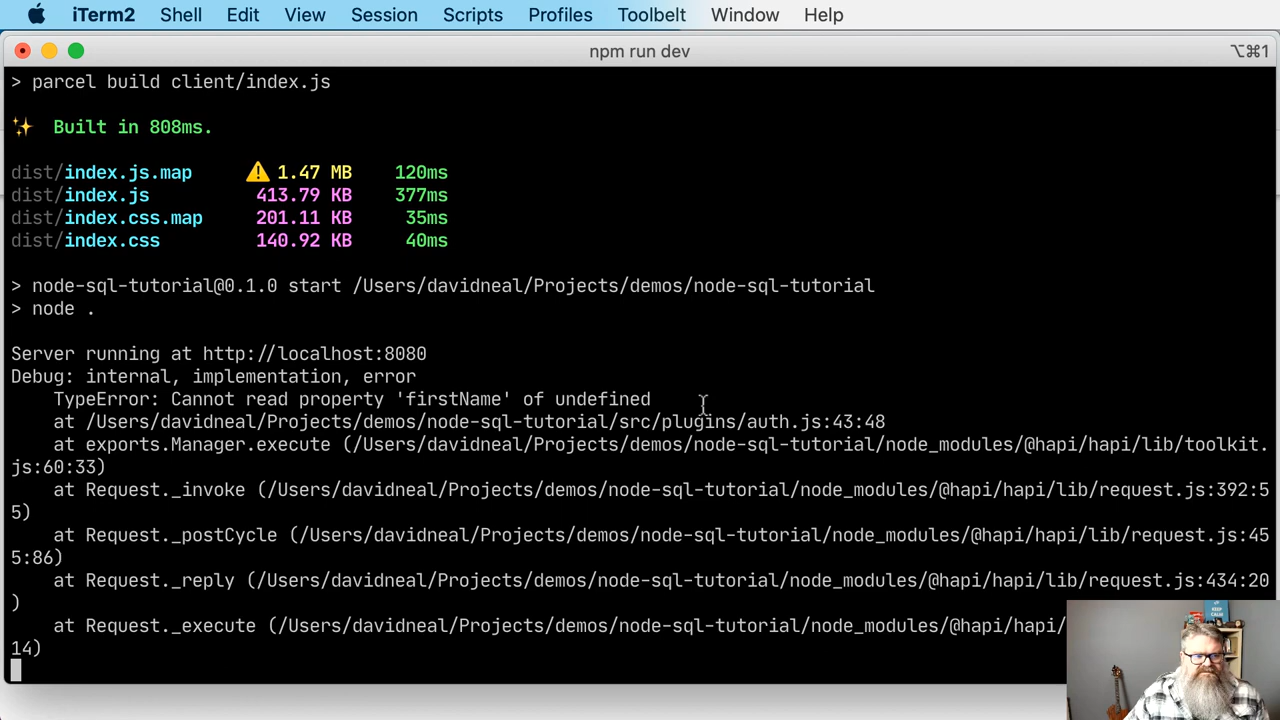 iTerm2 Shell Edit View Session Scripts Profiles Toolbelt Window Help
npm run dev ⌥⌘1
> parcel build client/index.js
✨ Built in 808ms.
dist/index.js.map ⚠️ 1.47 MB 120ms
dist/index.js 413.79 KB 377ms
dist/index.css.map 201.11 KB 35ms
dist/index.css 140.92 KB 40ms
> node-sql-tutorial@0.1.0 start /Users/davidneal/Projects/demos/node-sql-tutorial
> node .
Server running at http://localhost:8080
Debug: internal, implementation, error
TypeError: Cannot read property 'firstName' of undefined
at /Users/davidneal/Projects/demos/node-sql-tutorial/src/plugins/auth.js:43:48
at exports.Manager.execute (/Users/davidneal/Projects/demos/node-sql-tutorial/node_modules/@hapi/hapi/lib/toolkit.
js:60:33)
at Request._invoke (/Users/davidneal/Projects/demos/node-sql-tutorial/node_modules/@hapi/hapi/lib/request.js:392:5
5)
at Request._postCycle (/Users/davidneal/Projects/demos/node-sql-tutorial/node_modules/@hapi/hapi/lib/request.js:45
5:86)
at Request._reply (/Users/davidneal/Projects/demos/node-sql-tutorial/node_modules/@hapi/hapi/lib/request.js:434:20
)
at Request._execute (/Users/davidneal/Projects/demos/node-sql-tutorial/node_modules/@hapi/hapi/
14)
KEEP
CALM